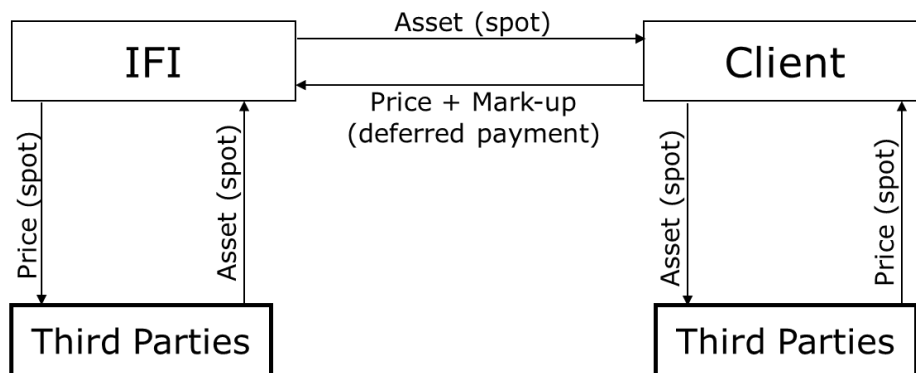 Asset (spot)
IFI
Client
Price + Mark-up
(deferred payment)
Price (spot)
Asset (spot)
Asset (spot)
Price (spot)
Third Parties
Third Parties